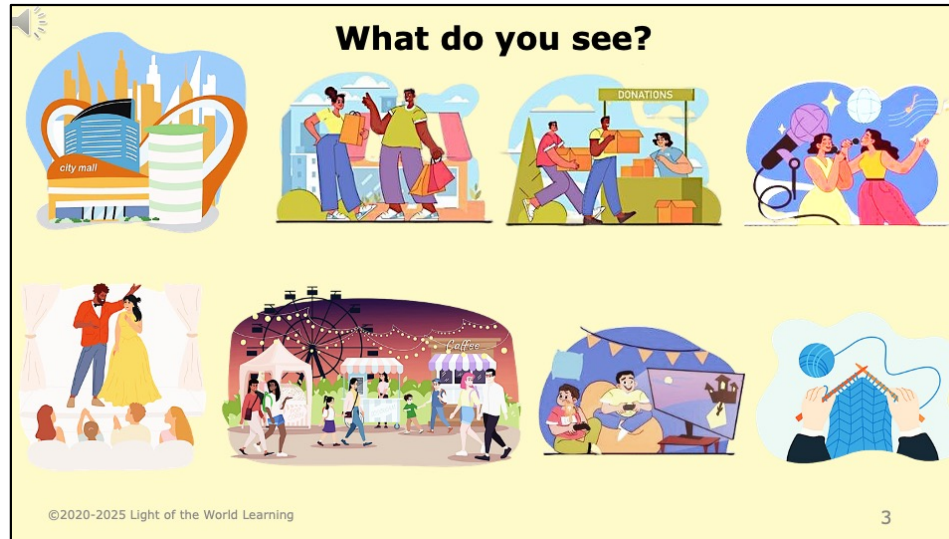 What do you see?
city mall
DONATIONS
Coffee
©2020-2025 Light of the World Learning
3